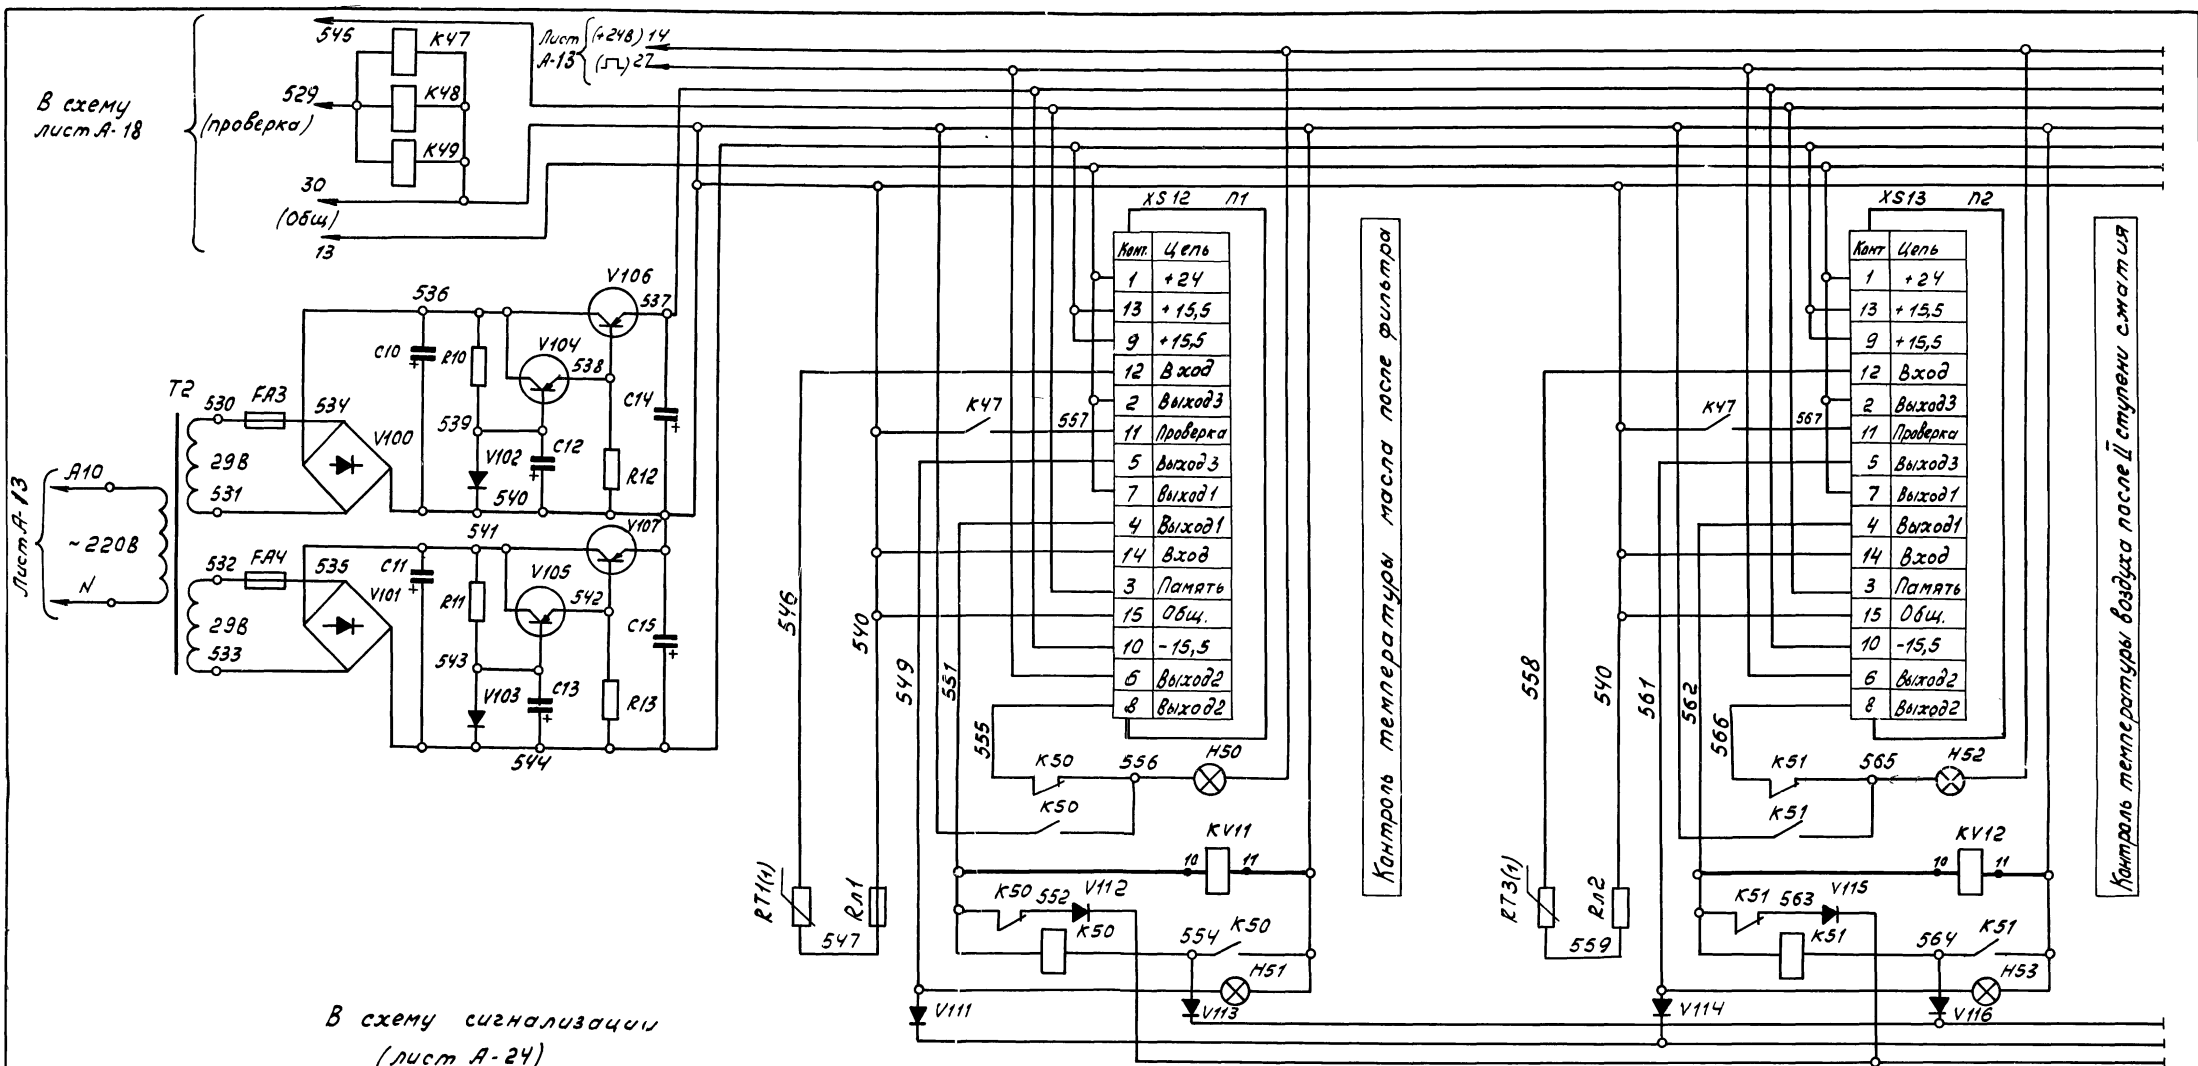 В схему
лист А-18
(проверка)
545
529
30
(Общ)
13
К47
К48
К49
Лист
А-13
(+24В) 14
(⊓) 27
Лист А-13
А10
~220В
N
Т2
530
29В
531
532
29В
533
FA3
FA4
534
535
V100
V101
536
С10
R10
539
V102
540
V104
538
С12
V106
537
R12
С14
541
С11
R11
543
V103
544
V105
542
С13
V107
R13
С15
XS12 П1
Конт. Цепь
1 +24
13 +15,5
9 +15,5
12 Вход
2 Выход3
11 Проверка
5 Выход3
7 Выход1
4 Выход1
14 Вход
3 Память
15 Общ.
10 -15,5
6 Выход2
8 Выход2
К47
557
546
540
549
551
555
К50
556
Н50
К50
KV11
10
11
К50
552
V112
К50
554
К50
Н51
V111
V113
RT1(1)
547
Rл1
Контроль температуры масла после фильтра
XS13 П2
Конт Цепь
1 +24
13 +15,5
9 +15,5
12 Вход
2 Выход3
11 Проверка
5 Выход3
7 Выход1
4 Выход1
14 Вход
3 Память
15 Общ.
10 -15,5
6 Выход2
8 Выход2
К47
567
558
540
561
562
566
К51
565
Н52
К51
KV12
10
11
К51
563
V115
К51
564
К51
Н53
V114
V116
RT3(1)
559
Rл2
Контроль температуры воздуха после II ступени сжатия
В схему сигнализации
(лист А-24)